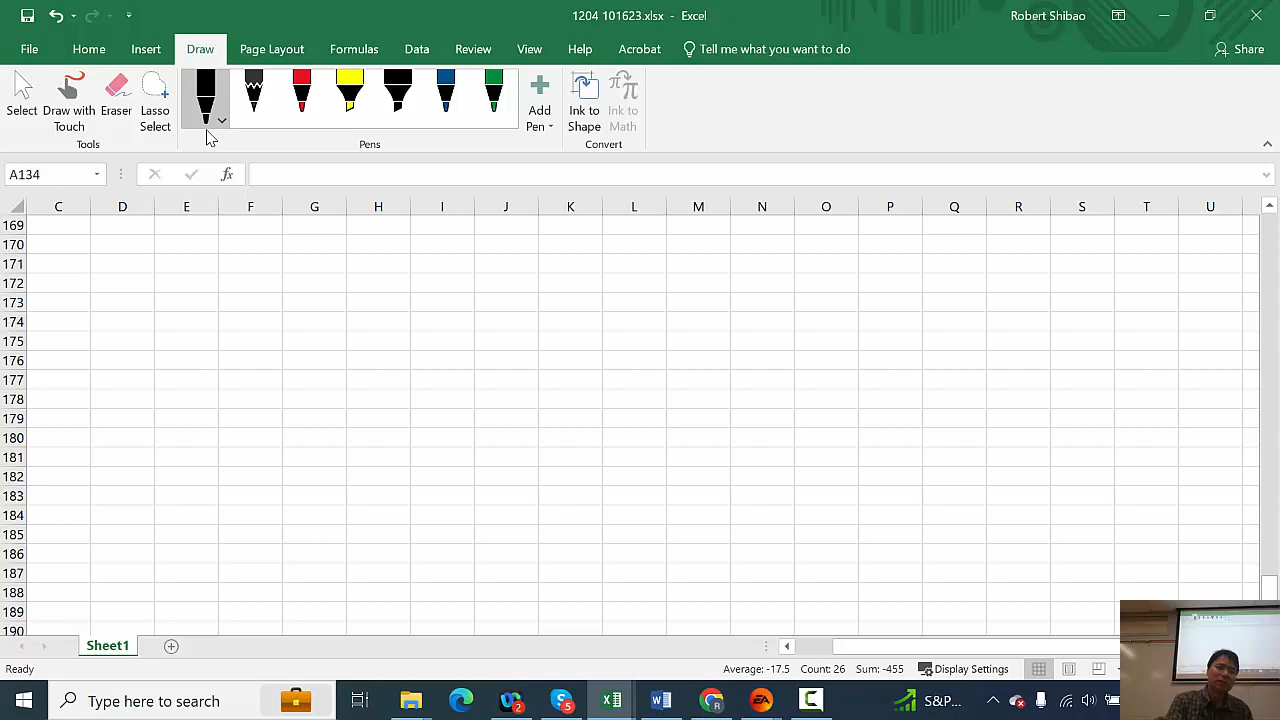 1204 101623.xlsx - Excel
Robert Shibao
File Home Insert Draw Page Layout Formulas Data Review View Help Acrobat Tell me what you want to do Share
Select
Draw with
Touch
Eraser
Lasso
Select
Add
Pen
Ink to
Shape
Ink to
Math
Tools Pens Convert
A134 fx
C D E F G H I J K L M N O P Q R S T U
169
170
171
172
173
174
175
176
177
178
179
180
181
182
183
184
185
186
187
188
189
190
Sheet1
Ready Average: -17.5 Count: 26 Sum: -455 Display Settings
Type here to search 2 5 R EA S&P...